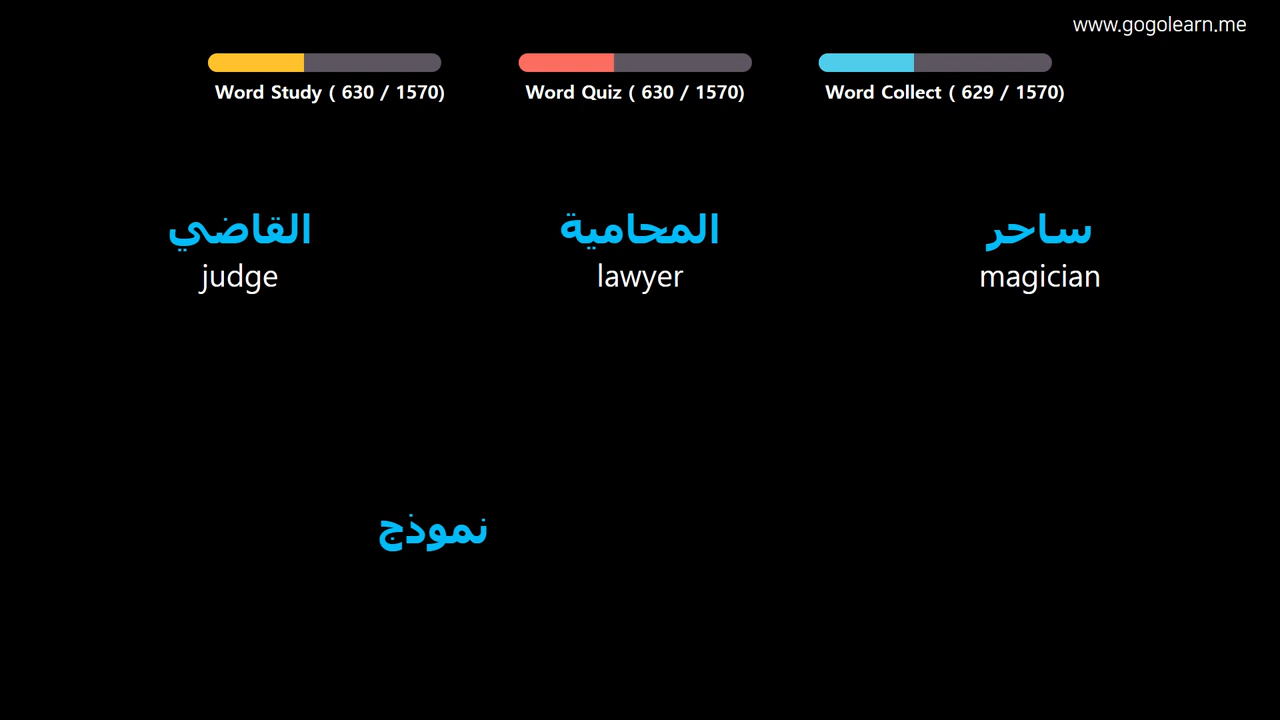 www.gogolearn.me
Word Study ( 630 / 1570)
Word Quiz ( 630 / 1570)
Word Collect ( 629 / 1570)
القاضي
judge
المحامية
lawyer
ساحر
magician
نموذج